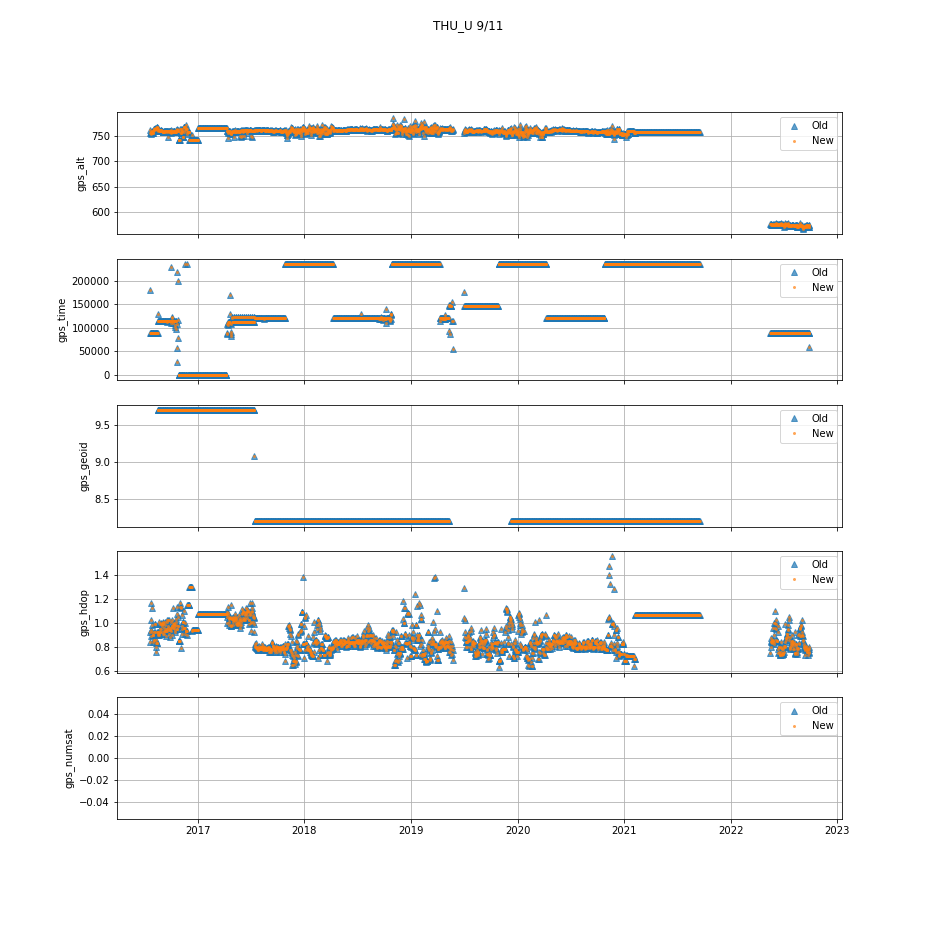 THU_U 9/11
gps_alt
750
700
650
600
Old
New
gps_time
200000
150000
100000
50000
0
Old
New
gps_geoid
9.5
9.0
8.5
Old
New
gps_hdop
1.4
1.2
1.0
0.8
0.6
Old
New
gps_numsat
0.04
0.02
0.00
−0.02
−0.04
Old
New
2017 2018 2019 2020 2021 2022 2023